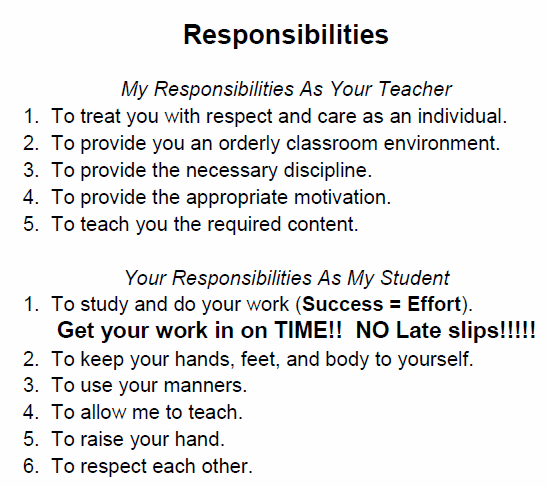 Responsibilities
My Responsibilities As Your Teacher
1. To treat you with respect and care as an individual.
2. To provide you an orderly classroom environment.
3. To provide the necessary discipline.
4. To provide the appropriate motivation.
5. To teach you the required content.
Your Responsibilities As My Student
1. To study and do your work (Success = Effort).
Get your work in on TIME!! NO Late slips!!!!!
2. To keep your hands, feet, and body to yourself.
3. To use your manners.
4. To allow me to teach.
5. To raise your hand.
6. To respect each other.